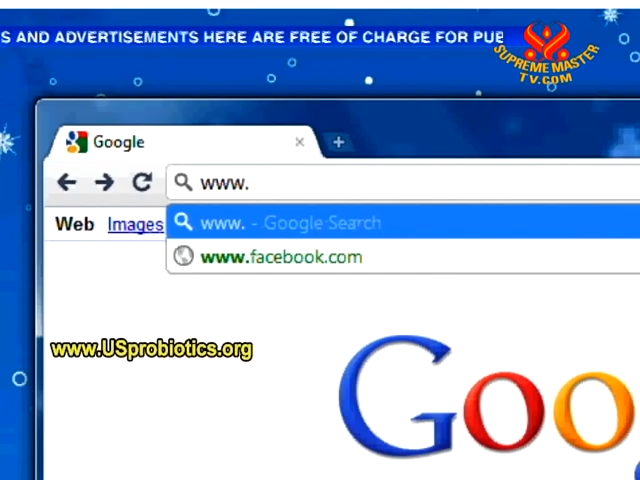 S AND ADVERTISEMENTS HERE ARE FREE OF CHARGE FOR PUB
SUPREME MASTER
TV.COM
Google
www.
Web Images
www. - Google Search
www.facebook.com
www.USprobiotics.org
Goo